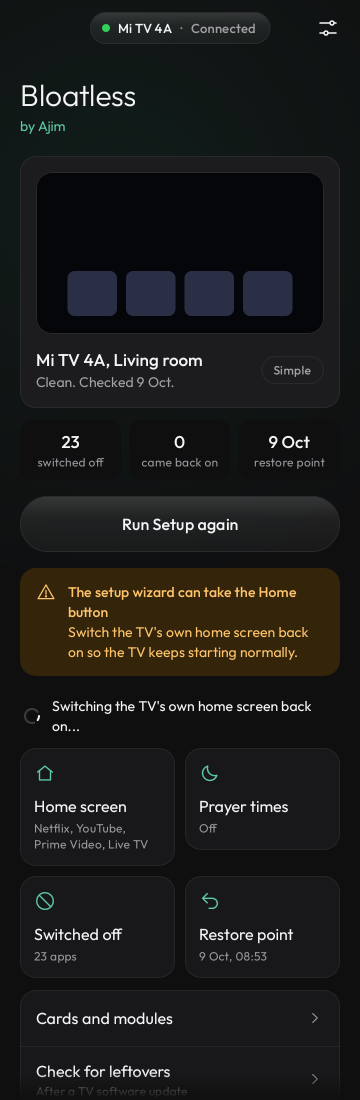 Mi TV 4A · Connected
Bloatless
by Ajim
Mi TV 4A, Living room
Clean. Checked 9 Oct.
Simple
23
switched off
0
came back on
9 Oct
restore point
Run Setup again
The setup wizard can take the Home
button
Switch the TV's own home screen back
on so the TV keeps starting normally.
Switching the TV's own home screen back
on...
Home screen
Netflix, YouTube,
Prime Video, Live TV
Prayer times
Off
Switched off
23 apps
Restore point
9 Oct, 08:53
Cards and modules
Check for leftovers
After a TV software update